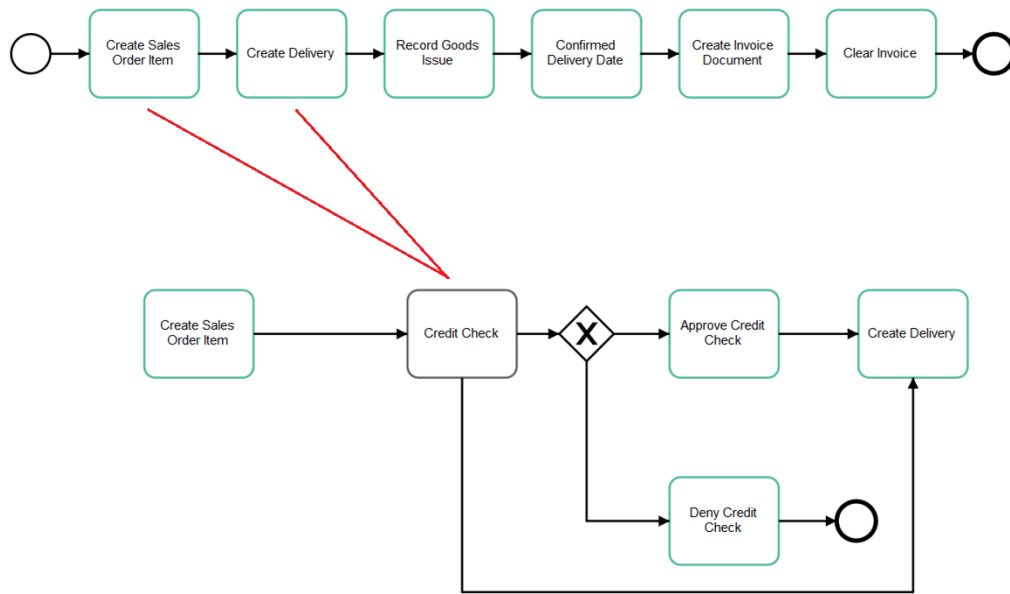 Create Sales
Order Item
Create Delivery
Record Goods
Issue
Confirmed
Delivery Date
Create Invoice
Document
Clear Invoice
Create Sales
Order Item
Credit Check
X
Approve Credit
Check
Create Delivery
Deny Credit
Check